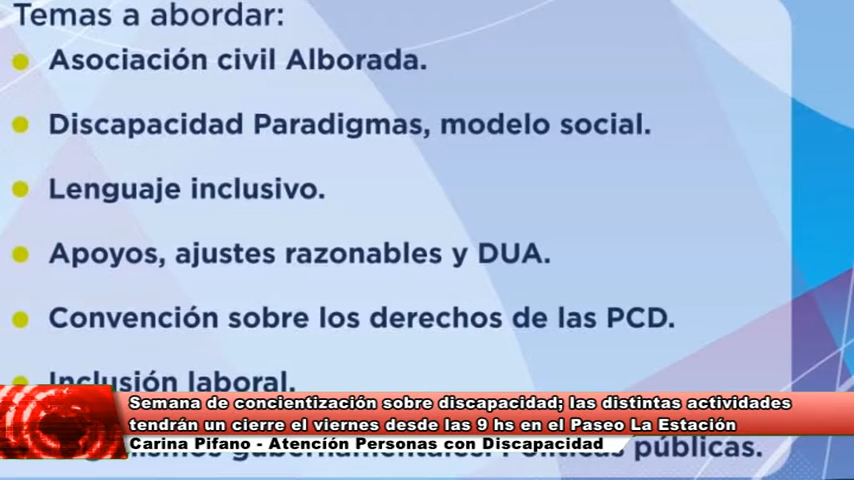 Temas a abordar:
Asociación civil Alborada.
Discapacidad Paradigmas, modelo social.
Lenguaje inclusivo.
Apoyos, ajustes razonables y DUA.
Convención sobre los derechos de las PCD.
Inclusión laboral.
Semana de concientización sobre discapacidad; las distintas actividades
tendrán un cierre el viernes desde las 9 hs en el Paseo La Estación
Carina Pifano - Atención Personas con Discapacidad
públicas.